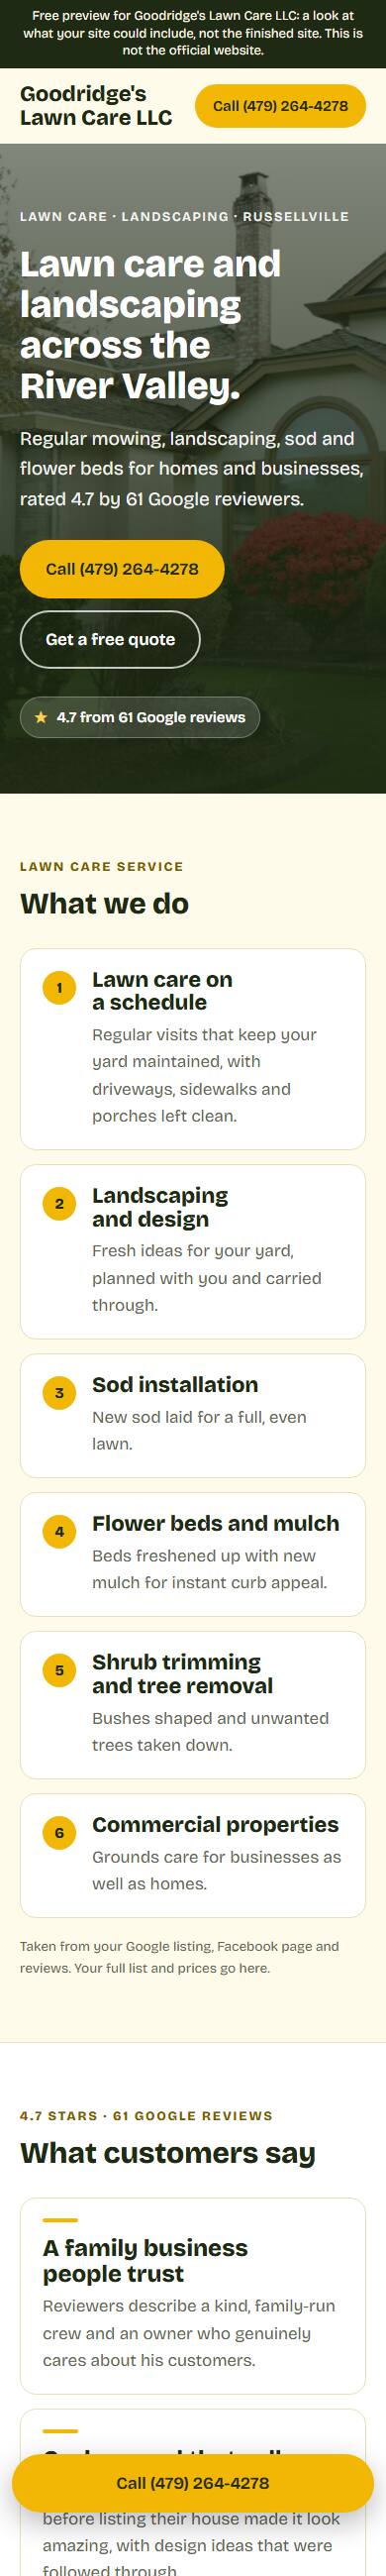 Free preview for Goodridge's Lawn Care LLC: a look at
what your site could include, not the finished site. This is
not the official website.
Goodridge's
Lawn Care LLC
Call (479) 264-4278
LAWN CARE · LANDSCAPING · RUSSELLVILLE
Lawn care and
landscaping
across the
River Valley.
Regular mowing, landscaping, sod and
flower beds for homes and businesses,
rated 4.7 by 61 Google reviewers.
Call (479) 264-4278
Get a free quote
★ 4.7 from 61 Google reviews
LAWN CARE SERVICE
What we do
1
Lawn care on
a schedule
Regular visits that keep your
yard maintained, with
driveways, sidewalks and
porches left clean.
2
Landscaping
and design
Fresh ideas for your yard,
planned with you and carried
through.
3
Sod installation
New sod laid for a full, even
lawn.
4
Flower beds and mulch
Beds freshened up with new
mulch for instant curb appeal.
5
Shrub trimming
and tree removal
Bushes shaped and unwanted
trees taken down.
6
Commercial properties
Grounds care for businesses as
well as homes.
Taken from your Google listing, Facebook page and
reviews. Your full list and prices go here.
4.7 STARS · 61 GOOGLE REVIEWS
What customers say
A family business
people trust
Reviewers describe a kind, family-run
crew and an owner who genuinely
cares about his customers.
Call (479) 264-4278
before listing their house made it look
amazing, with design ideas that were
followed through.